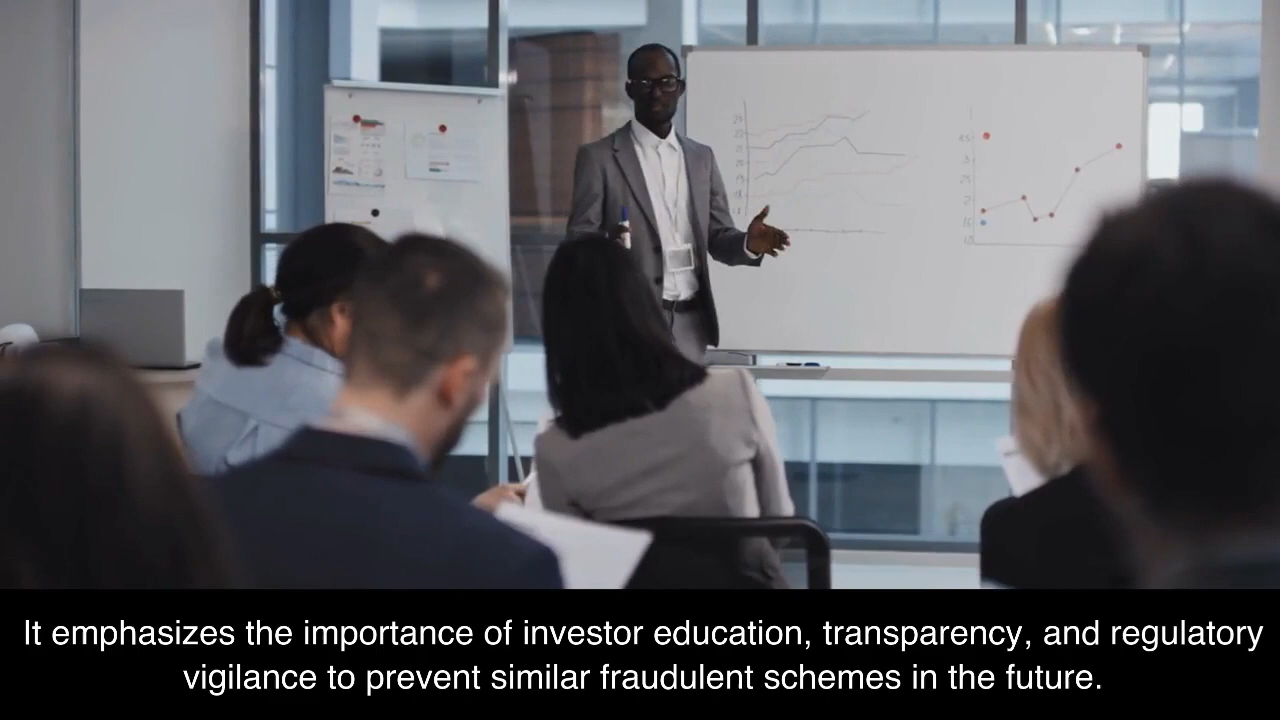 It emphasizes the importance of investor education, transparency, and regulatory
vigilance to prevent similar fraudulent schemes in the future.